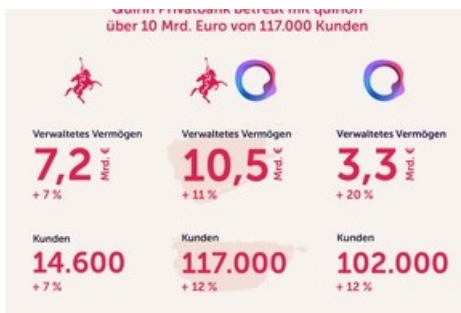 Quirin Privatbank betreut mit quirion
über 10 Mrd. Euro von 117.000 Kunden
Verwaltetes Vermögen
7,2 Mrd. €
+ 7 %
Verwaltetes Vermögen
10,5 Mrd. €
+ 11 %
Verwaltetes Vermögen
3,3 Mrd. €
+ 20 %
Kunden
14.600
+ 7 %
Kunden
117.000
+ 12 %
Kunden
102.000
+ 12 %